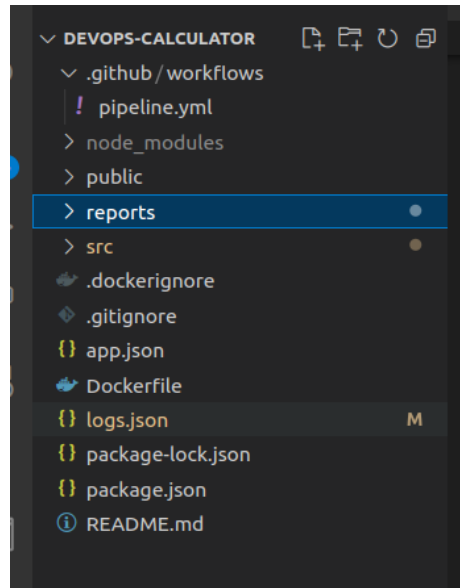 DEVOPS-CALCULATOR
.github/workflows
! pipeline.yml
node_modules
public
reports
src
.dockerignore
.gitignore
{} app.json
Dockerfile
{} logs.json M
{} package-lock.json
{} package.json
README.md